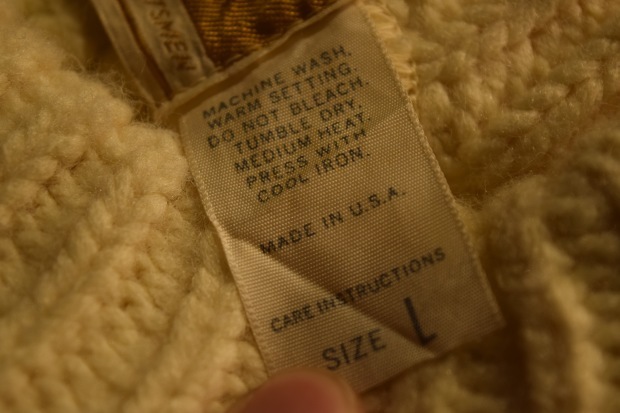 TSMEN
MACHINE WASH,
WARM SETTING.
DO NOT BLEACH.
TUMBLE DRY,
MEDIUM HEAT.
PRESS WITH
COOL IRON.
MADE IN U.S.A.
CARE INSTRUCTIONS
SIZE L